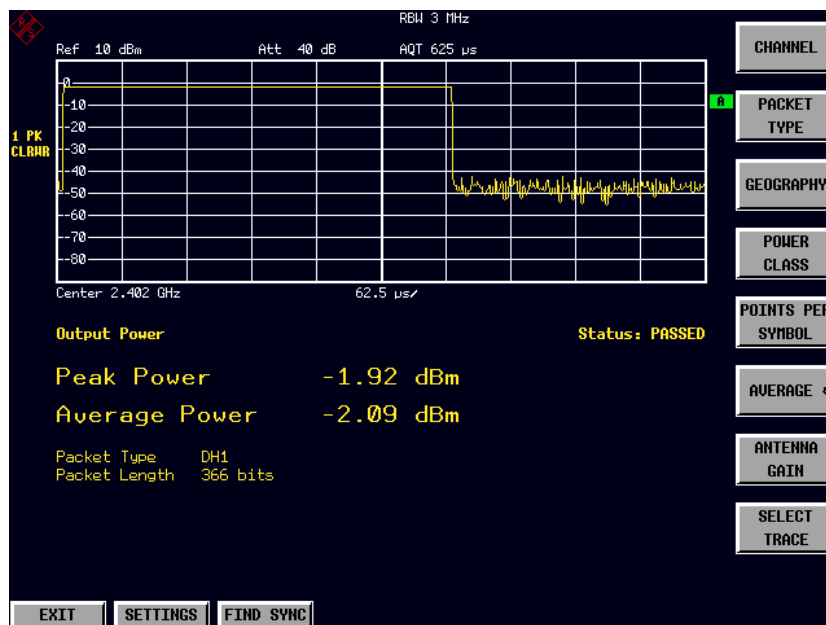 RBW 3 MHz
Ref 10 dBm Att 40 dB AQT 625 µs
0
-10
-20
-30
-40
-50
-60
-70
-80
1 PK
CLRWR
A
Center 2.402 GHz 62.5 µs/
Output Power Status: PASSED
Peak Power -1.92 dBm
Average Power -2.09 dBm
Packet Type DH1
Packet Length 366 bits
CHANNEL
PACKET
TYPE
GEOGRAPHY
POWER
CLASS
POINTS PER
SYMBOL
AVERAGE
ANTENNA
GAIN
SELECT
TRACE
EXIT SETTINGS FIND SYNC